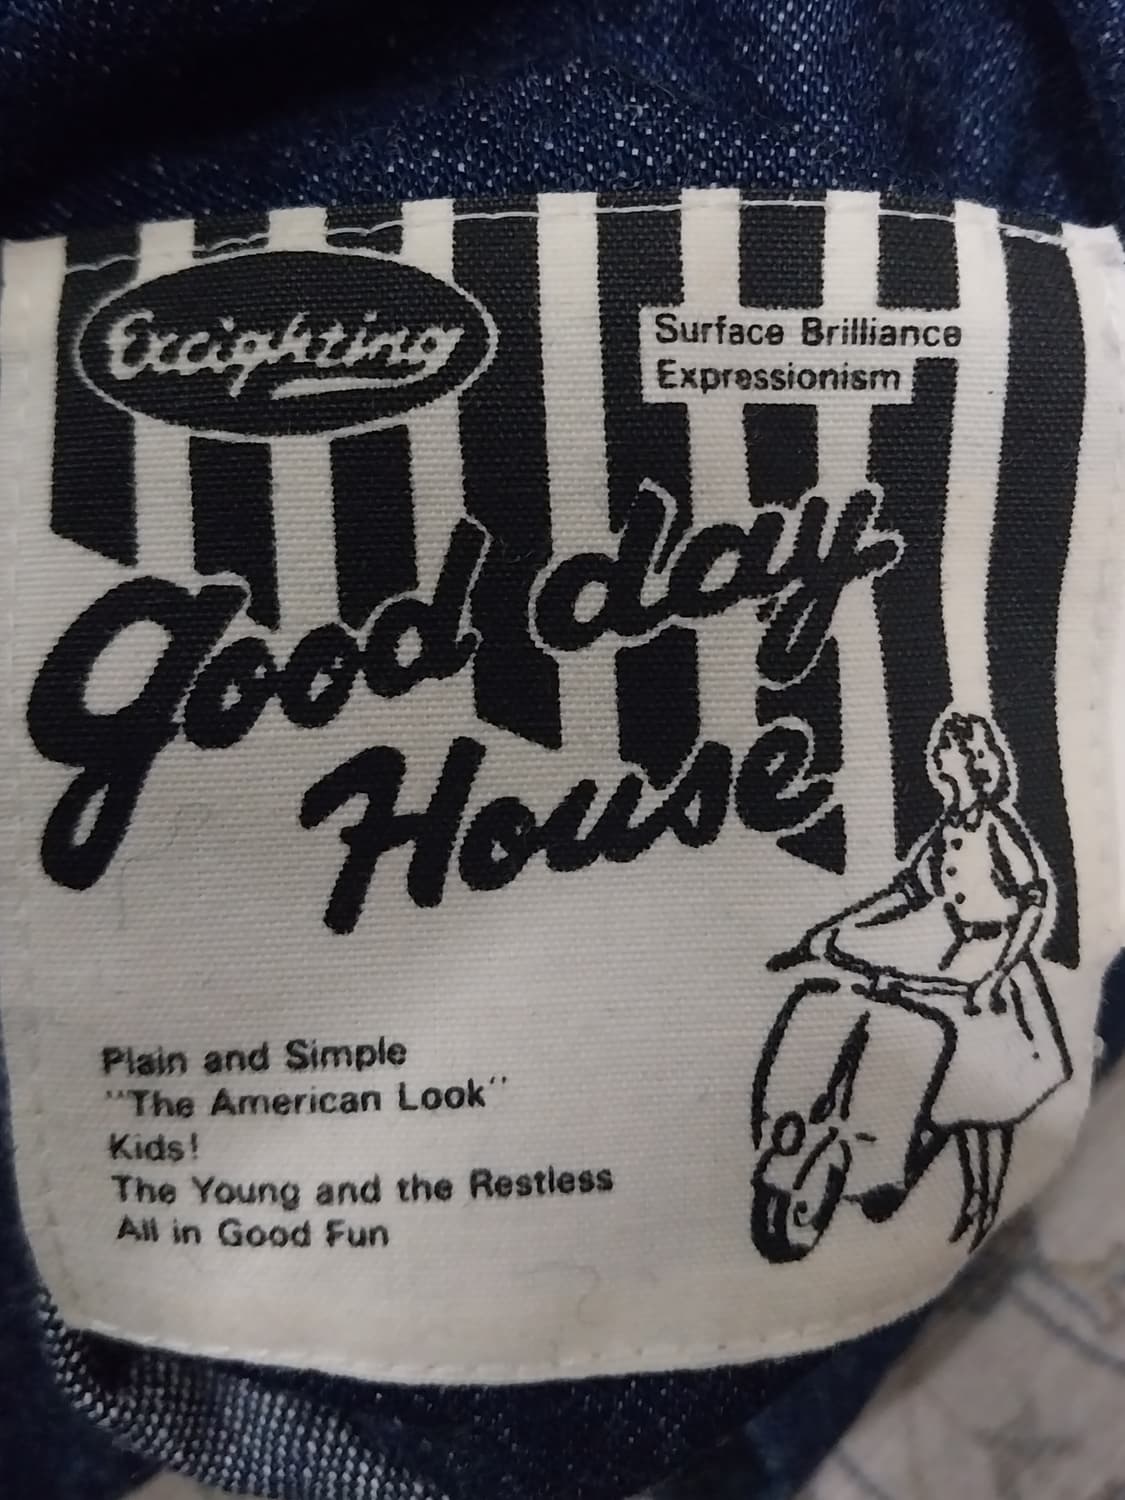 Exciighting
Surface Brilliance
Expressionism
Good day
House
Plain and Simple
"The American Look"
Kids!
The Young and the Restless
All in Good Fun